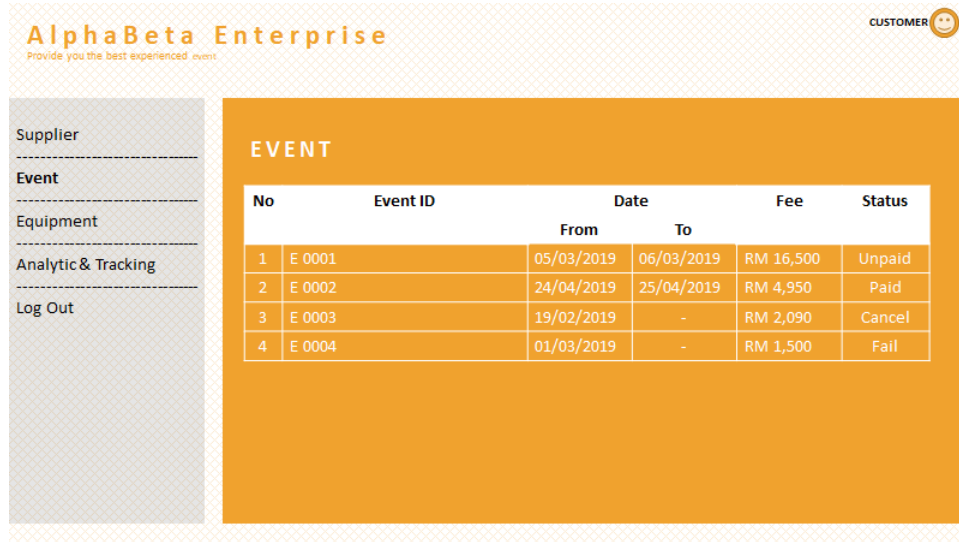 AlphaBeta Enterprise
Provide you the best experienced event
CUSTOMER
Supplier
Event
Equipment
Analytic & Tracking
Log Out
EVENT
No Event ID Date Fee Status
From To
1 E 0001 05/03/2019 06/03/2019 RM 16,500 Unpaid
2 E 0002 24/04/2019 25/04/2019 RM 4,950 Paid
3 E 0003 19/02/2019 - RM 2,090 Cancel
4 E 0004 01/03/2019 - RM 1,500 Fail